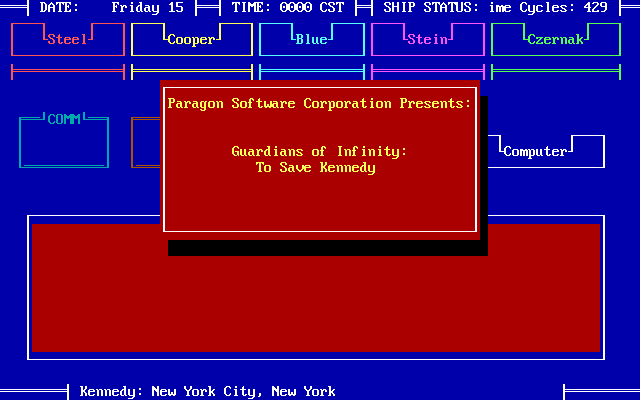 DATE: Friday 15 TIME: 0000 CST SHIP STATUS: ime Cycles: 429
Steel Cooper Blue Stein Czernak
COMM
Paragon Software Corporation Presents:
Guardians of Infinity:
To Save Kennedy
Computer
Kennedy: New York City, New York